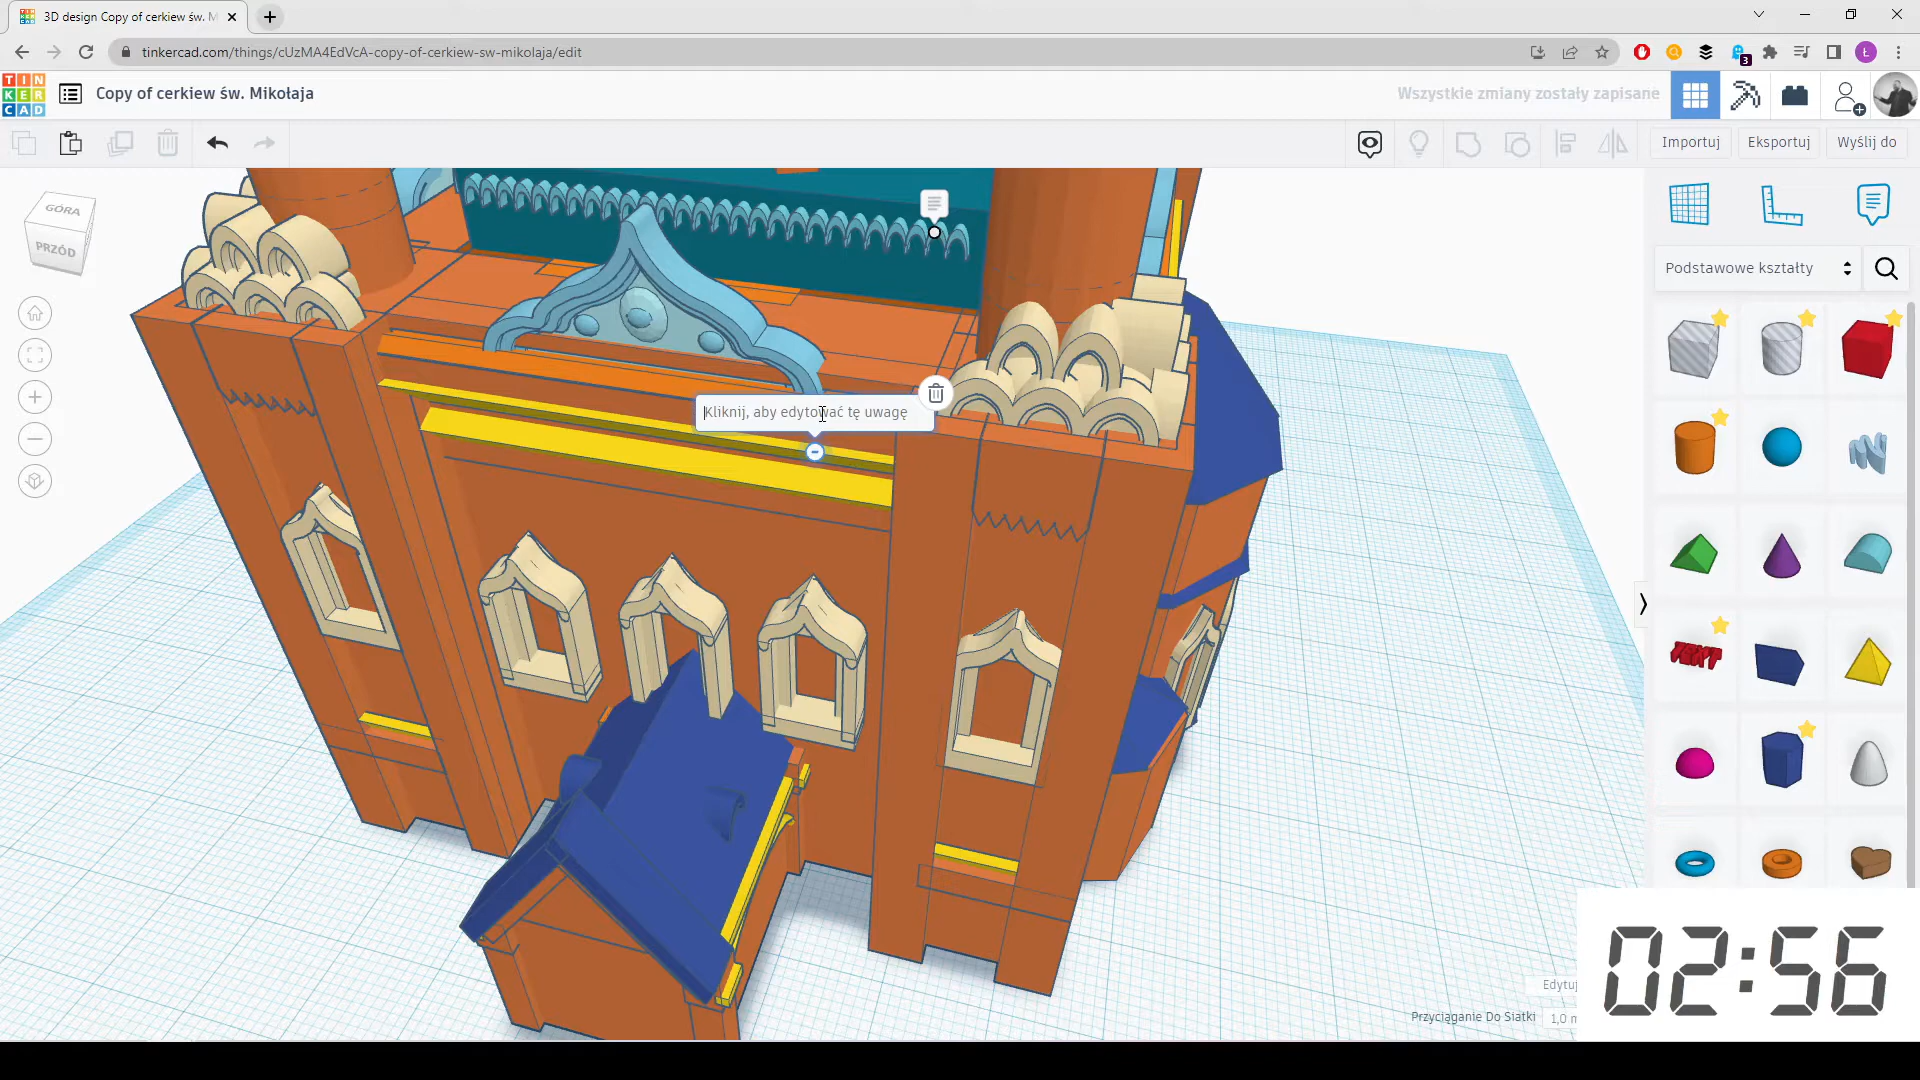 3D design Copy of cerkiew św. M
tinkercad.com/things/cUzMA4EdVcA-copy-of-cerkiew-sw-mikolaja/edit
3
Ł
TIN
KER
CAD
Copy of cerkiew św. Mikołaja
Wszystkie zmiany zostały zapisane
Importuj
Eksportuj
Wyślij do
GÓRA
PRZÓD
Podstawowe kształty
Kliknij, aby edytować tę uwagę
TEXT
Edytuj
Przyciąganie Do Siatki
1,0 m
02:56